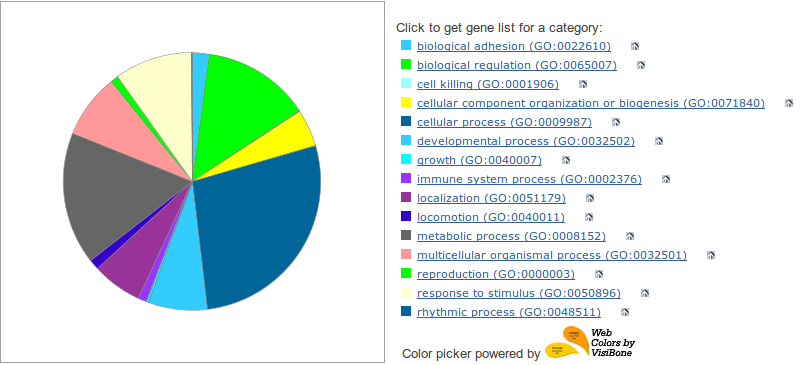 Click to get gene list for a category:
biological adhesion (GO:0022610)
biological regulation (GO:0065007)
cell killing (GO:0001906)
cellular component organization or biogenesis (GO:0071840)
cellular process (GO:0009987)
developmental process (GO:0032502)
growth (GO:0040007)
immune system process (GO:0002376)
localization (GO:0051179)
locomotion (GO:0040011)
metabolic process (GO:0008152)
multicellular organismal process (GO:0032501)
reproduction (GO:0000003)
response to stimulus (GO:0050896)
rhythmic process (GO:0048511)
Color picker powered by
Web
Colors by
VisiBone